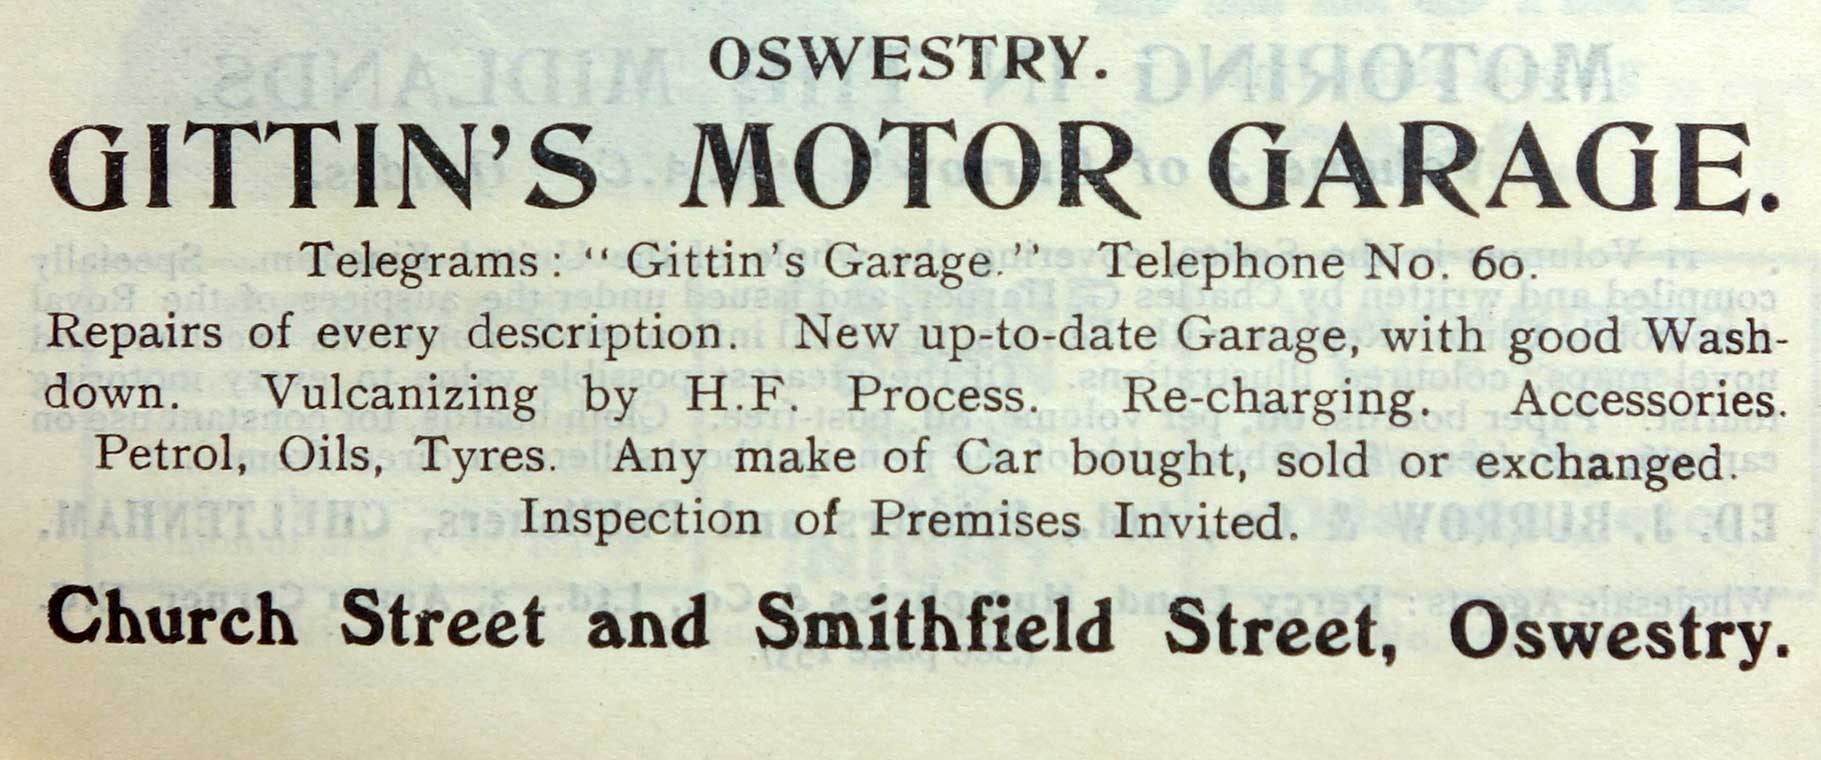 OSWESTRY.
GITTIN'S MOTOR GARAGE.
Telegrams: "Gittin's Garage." Telephone No. 60.
Repairs of every description. New up-to-date Garage, with good Wash-
down. Vulcanizing by H.F. Process. Re-charging. Accessories.
Petrol, Oils, Tyres. Any make of Car bought, sold or exchanged.
Inspection of Premises Invited.
Church Street and Smithfield Street, Oswestry.